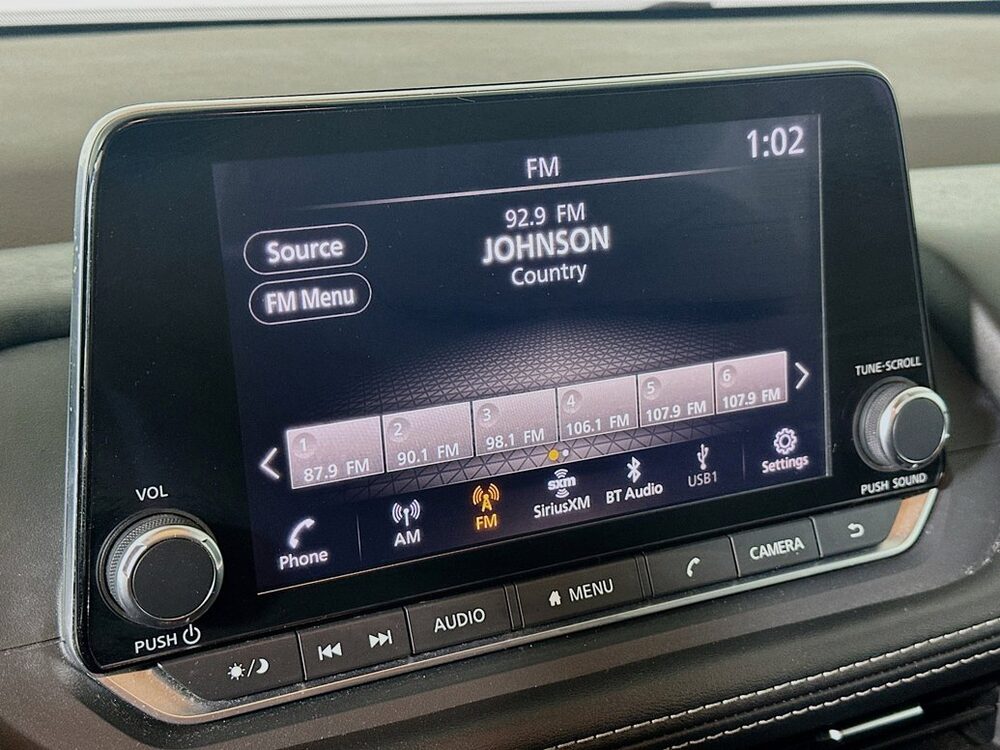 FM
1:02
92.9 FM
JOHNSON
Country
Source
FM Menu
1
87.9 FM
2
90.1 FM
3
98.1 FM
4
106.1 FM
5
107.9 FM
6
107.9 FM
Phone
AM
FM
sxm
SiriusXM
BT Audio
USB1
Settings
VOL
PUSH
TUNE·SCROLL
PUSH SOUND
AUDIO
MENU
CAMERA